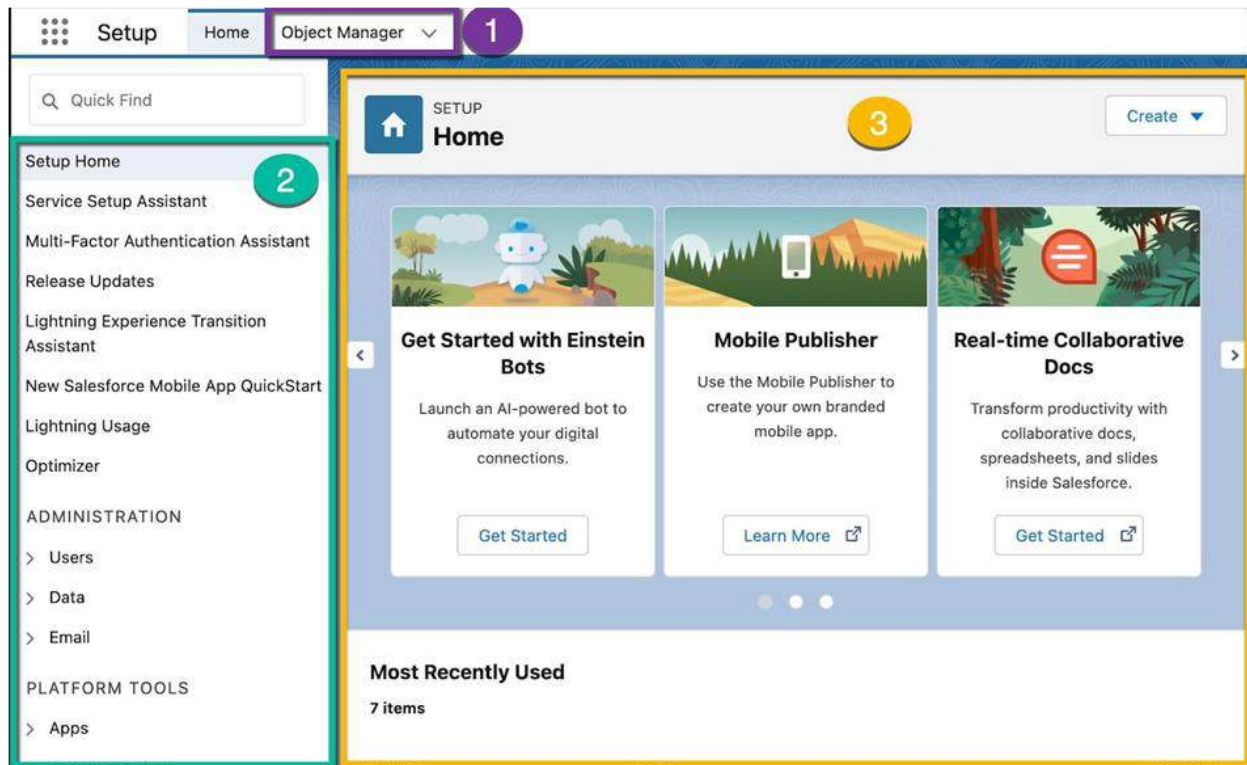 Setup
Home
Object Manager
1
Quick Find
Setup Home
2
Service Setup Assistant
Multi-Factor Authentication Assistant
Release Updates
Lightning Experience Transition
Assistant
New Salesforce Mobile App QuickStart
Lightning Usage
Optimizer
ADMINISTRATION
Users
Data
Email
PLATFORM TOOLS
Apps
SETUP
Home
3
Create
Get Started with Einstein
Bots
Launch an AI-powered bot to
automate your digital
connections.
Get Started
Mobile Publisher
Use the Mobile Publisher to
create your own branded
mobile app.
Learn More
Real-time Collaborative
Docs
Transform productivity with
collaborative docs,
spreadsheets, and slides
inside Salesforce.
Get Started
Most Recently Used
7 items